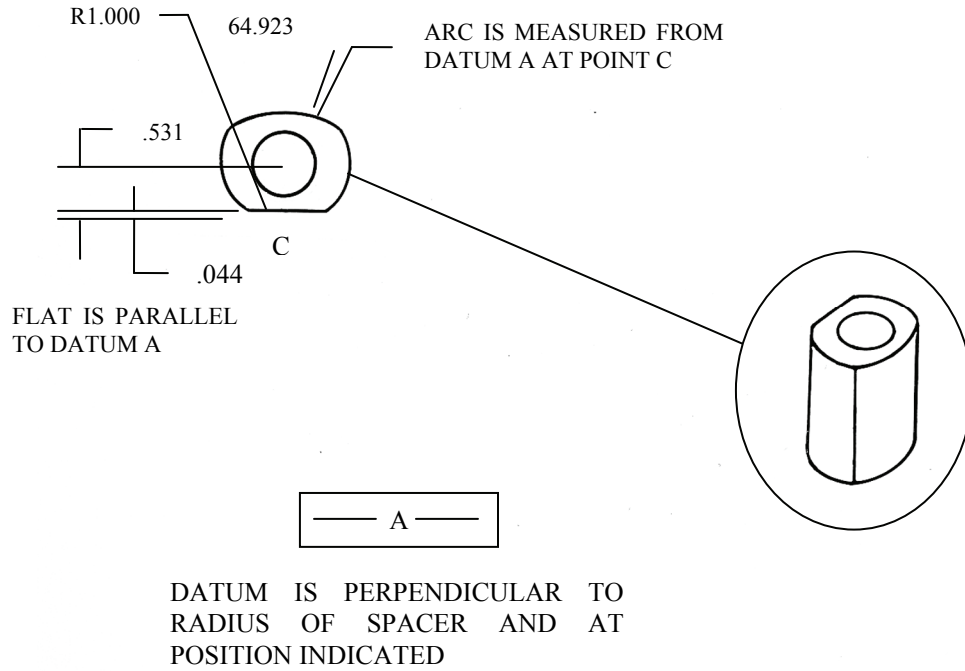 R1.000
64.923
ARC IS MEASURED FROM
DATUM A AT POINT C
.531
C
.044
FLAT IS PARALLEL
TO DATUM A
A
DATUM IS PERPENDICULAR TO
RADIUS OF SPACER AND AT
POSITION INDICATED